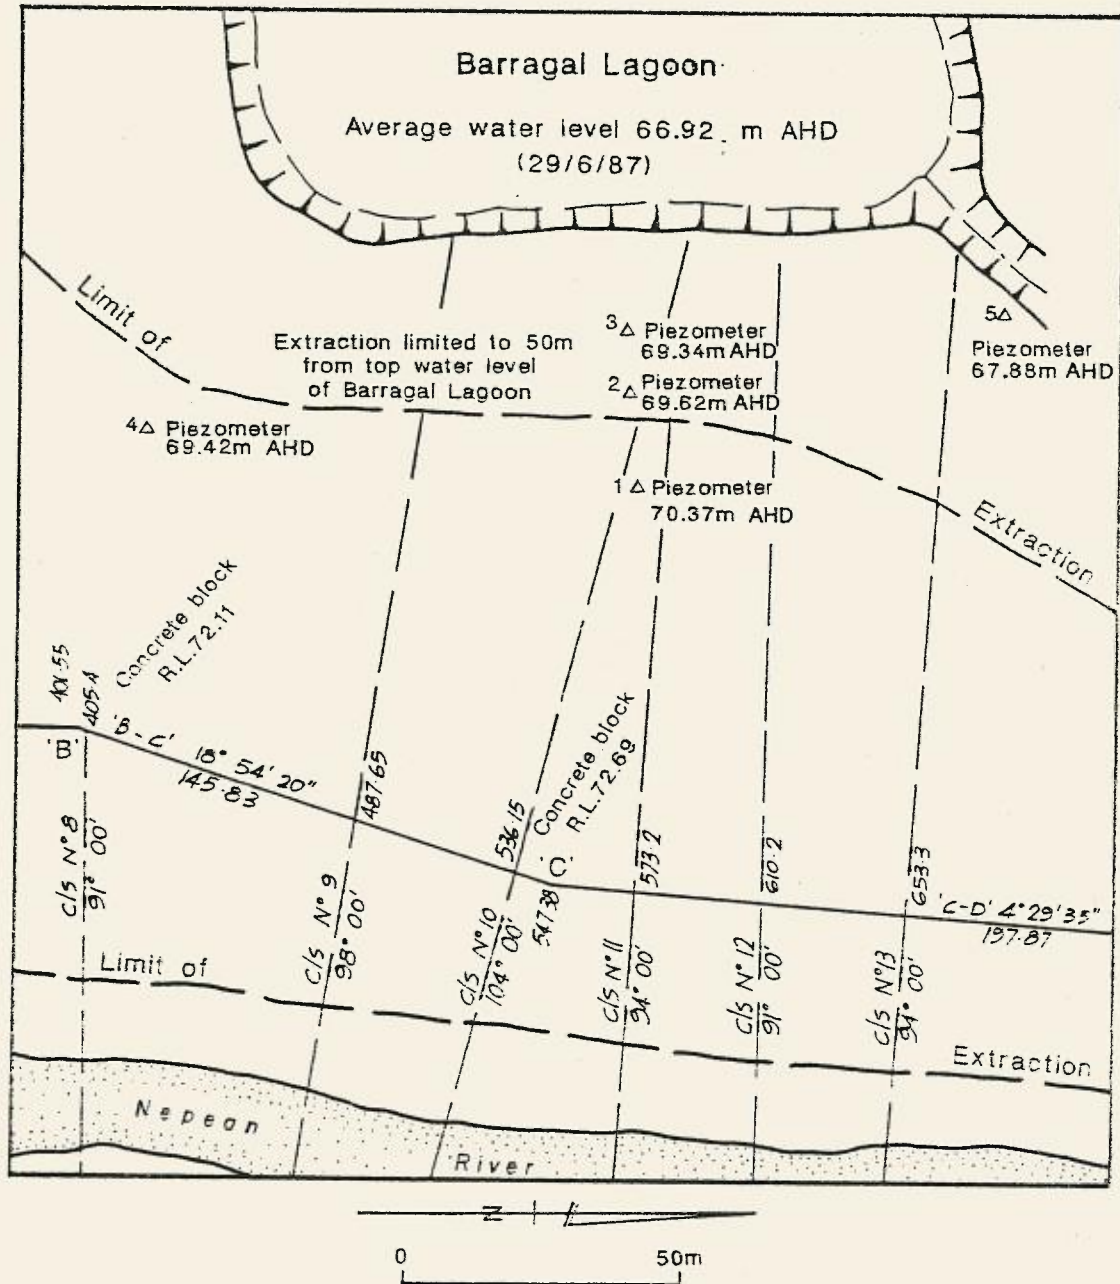 Barragal Lagoon
Average water level 66.92 m AHD
(29/6/87)
Limit of
Extraction limited to 50m
from top water level
of Barragal Lagoon
3 Piezometer
69.34m AHD
2 Piezometer
69.62m AHD
5
Piezometer
67.88m AHD
4 Piezometer
69.42m AHD
1 Piezometer
70.37m AHD
Extraction
Concrete block
R.L.72.11
401.55
405.4
'B'
'B-C' 18° 54' 20"
145.83
487.65
536.15
Concrete block
R.L.72.69
'C'
547.38
573.2
610.2
653.3
'C-D' 4° 29' 35"
197.87
C/S N° 8
91° 00'
C/S N° 9
98° 00'
C/S N° 10
104° 00'
C/S N° 11
94° 00'
C/S N° 12
91° 00'
C/S N° 13
94° 00'
Limit of
Extraction
Nepean
River
N
0 50m